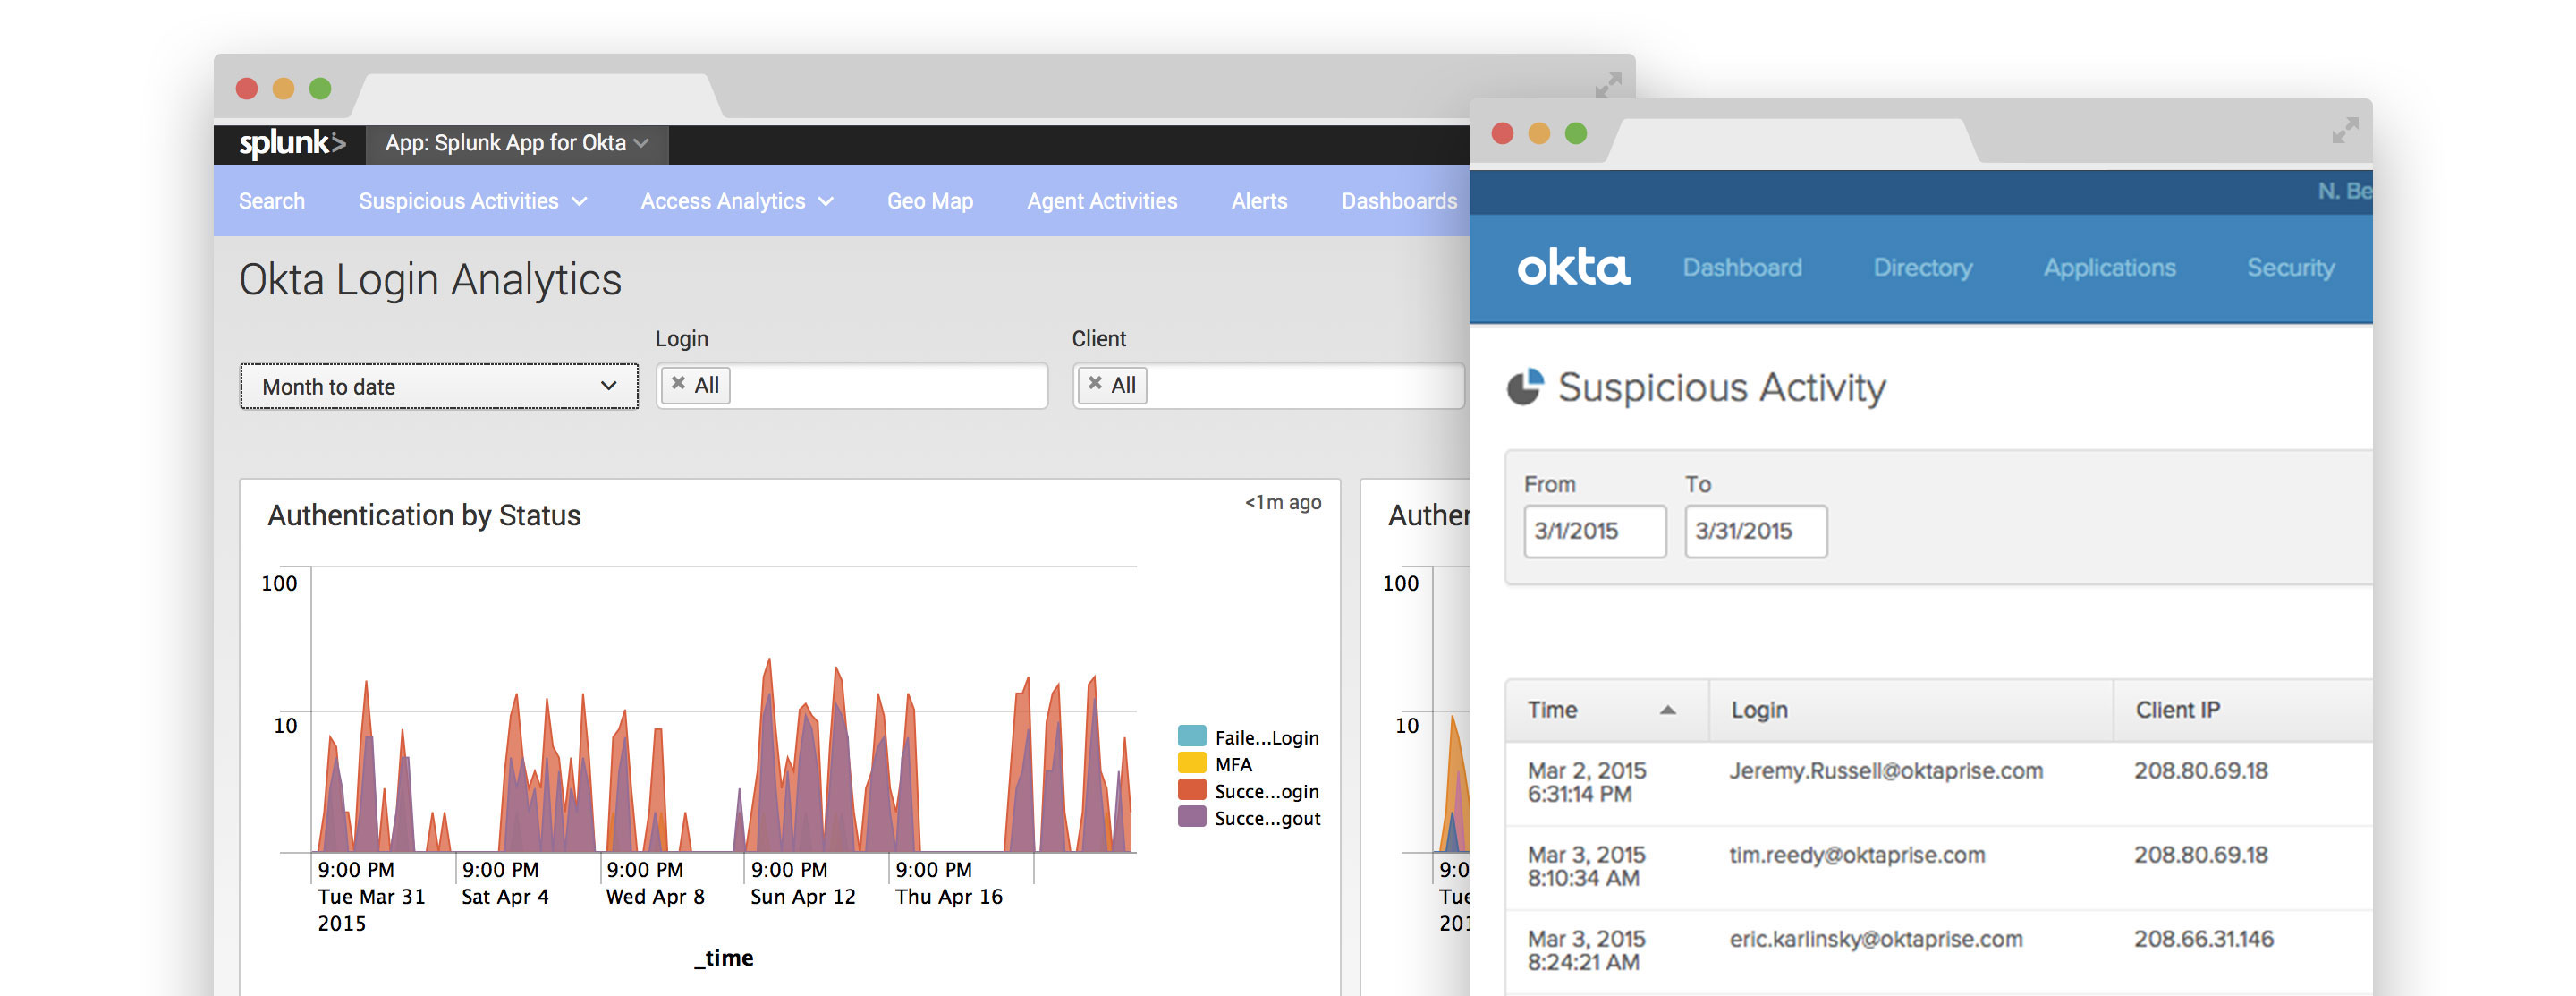 splunk> App: Splunk App for Okta
Search Suspicious Activities Access Analytics Geo Map Agent Activities Alerts Dashboards
Okta Login Analytics
Login Client
Month to date All All
Authentication by Status <1m ago
100
10
Faile...Login
MFA
Succe...ogin
Succe...gout
9:00 PM 9:00 PM 9:00 PM 9:00 PM 9:00 PM
Tue Mar 31 Sat Apr 4 Wed Apr 8 Sun Apr 12 Thu Apr 16
2015
_time
Auther
100
10
9:0
Tue
201
N. Be
okta Dashboard Directory Applications Security
Suspicious Activity
From To
3/1/2015 3/31/2015
Time Login Client IP
Mar 2, 2015 Jeremy.Russell@oktaprise.com 208.80.69.18
6:31:14 PM
Mar 3, 2015 tim.reedy@oktaprise.com 208.80.69.18
8:10:34 AM
Mar 3, 2015 eric.karlinsky@oktaprise.com 208.66.31.146
8:24:21 AM